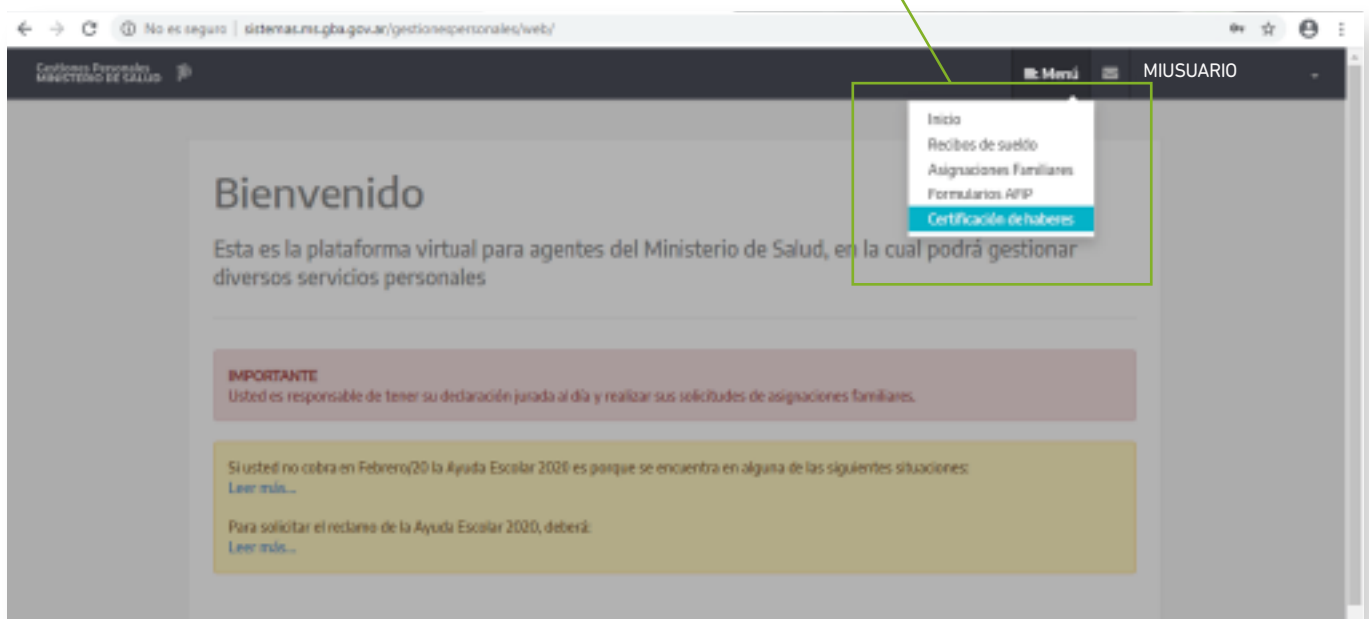 No es seguro | sistemas.ms.gba.gov.ar/gestionespersonales/web/
Gestiones Personales
MINISTERIO DE SALUD
Menú
MIUSUARIO
Inicio
Recibos de sueldo
Asignaciones Familiares
Formularios AFIP
Certificación de haberes
Bienvenido
Esta es la plataforma virtual para agentes del Ministerio de Salud, en la cual podrá gestionar
diversos servicios personales
IMPORTANTE
Usted es responsable de tener su declaración jurada al día y realizar sus solicitudes de asignaciones familiares.
Si usted no cobra en Febrero/20 la Ayuda Escolar 2020 es porque se encuentra en alguna de las siguientes situaciones:
Leer más...
Para solicitar el reclamo de la Ayuda Escolar 2020, deberá:
Leer más...